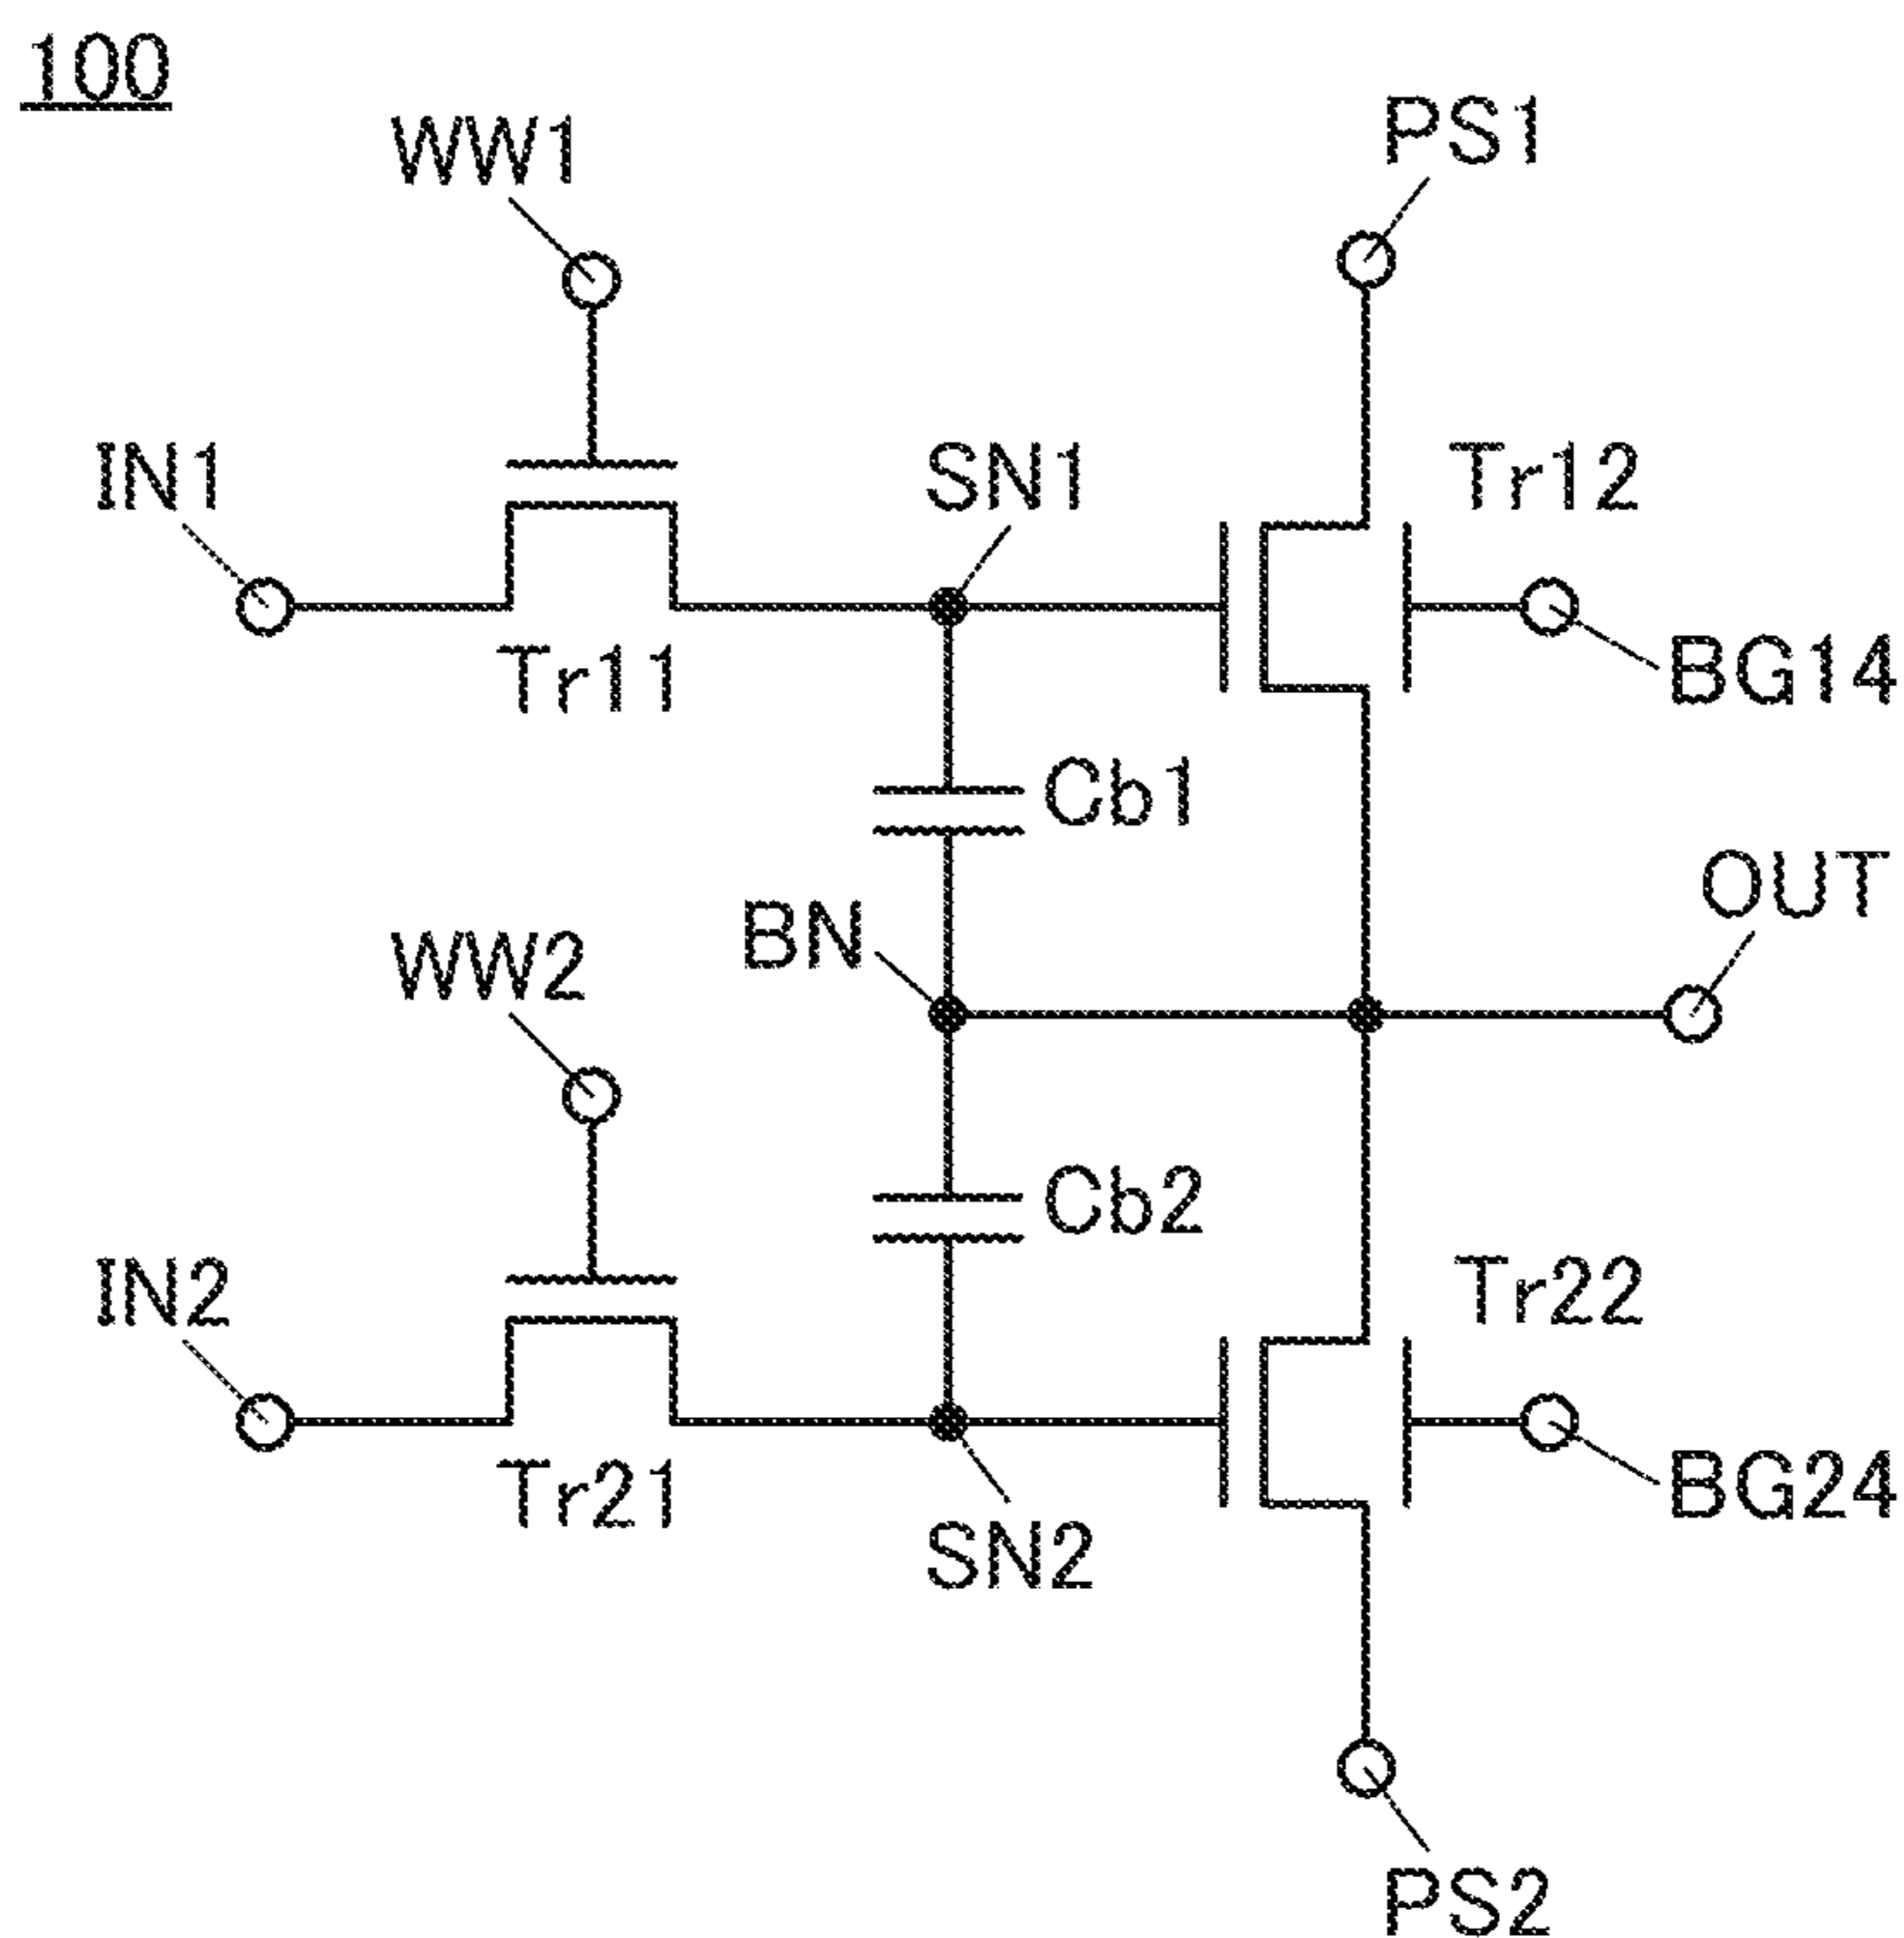 100
WW1
PS1
IN1
SN1
Tr12
Tr11
BG14
Cb1
OUT
BN
WW2
Cb2
IN2
Tr22
Tr21
BG24
SN2
PS2